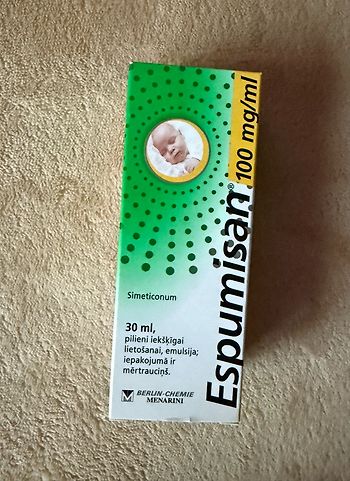 Espumisan® 100 mg/ml
Simeticonum
30 ml,
pilieni iekšķīgai
lietošanai, emulsija;
iepakojumā ir
mērtrauciņš.
BERLIN-CHEMIE
MENARINI